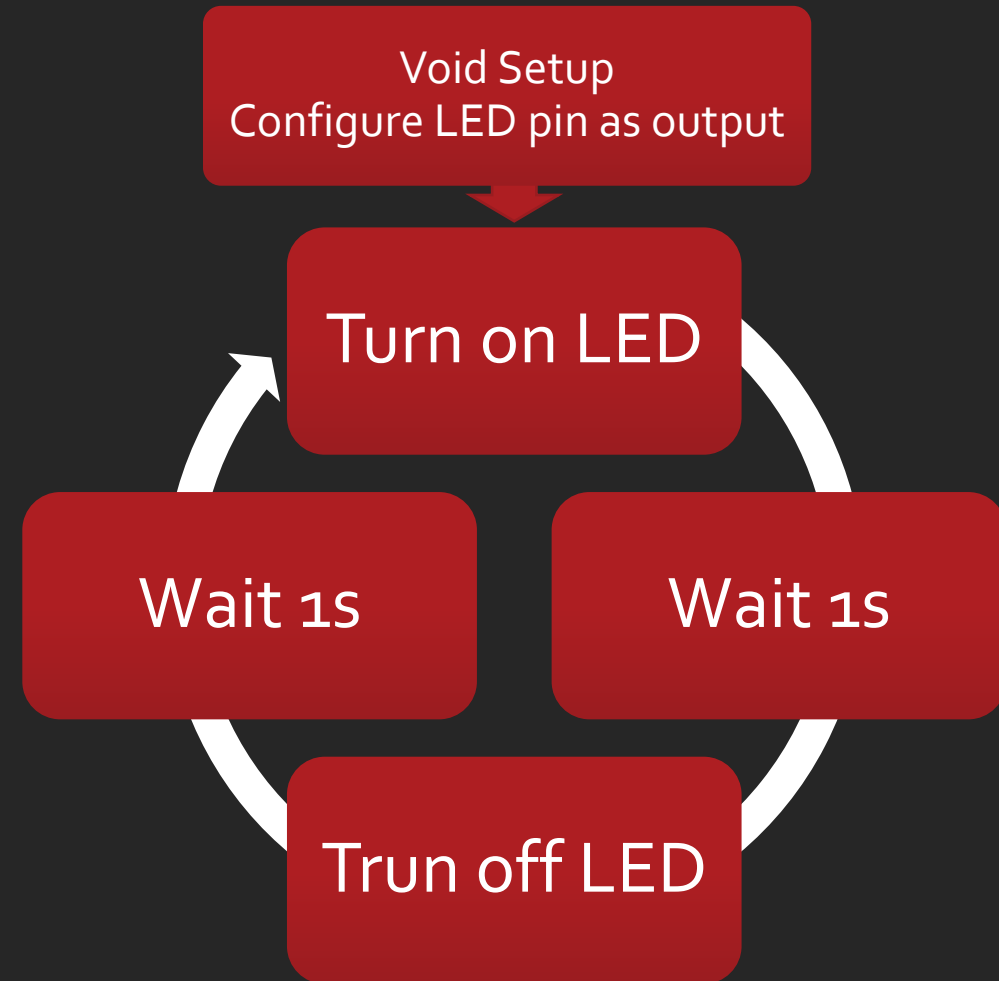 Void Setup
Configure LED pin as output
Turn on LED
Wait 1s
Wait 1s
Trun off LED